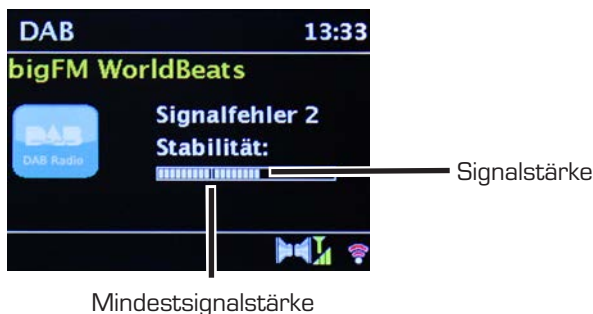 DAB 13:33
bigFM WorldBeats
Signalfehler 2
Stabilität:
DAB
DAB Radio
Signalstärke
Mindestsignalstärke